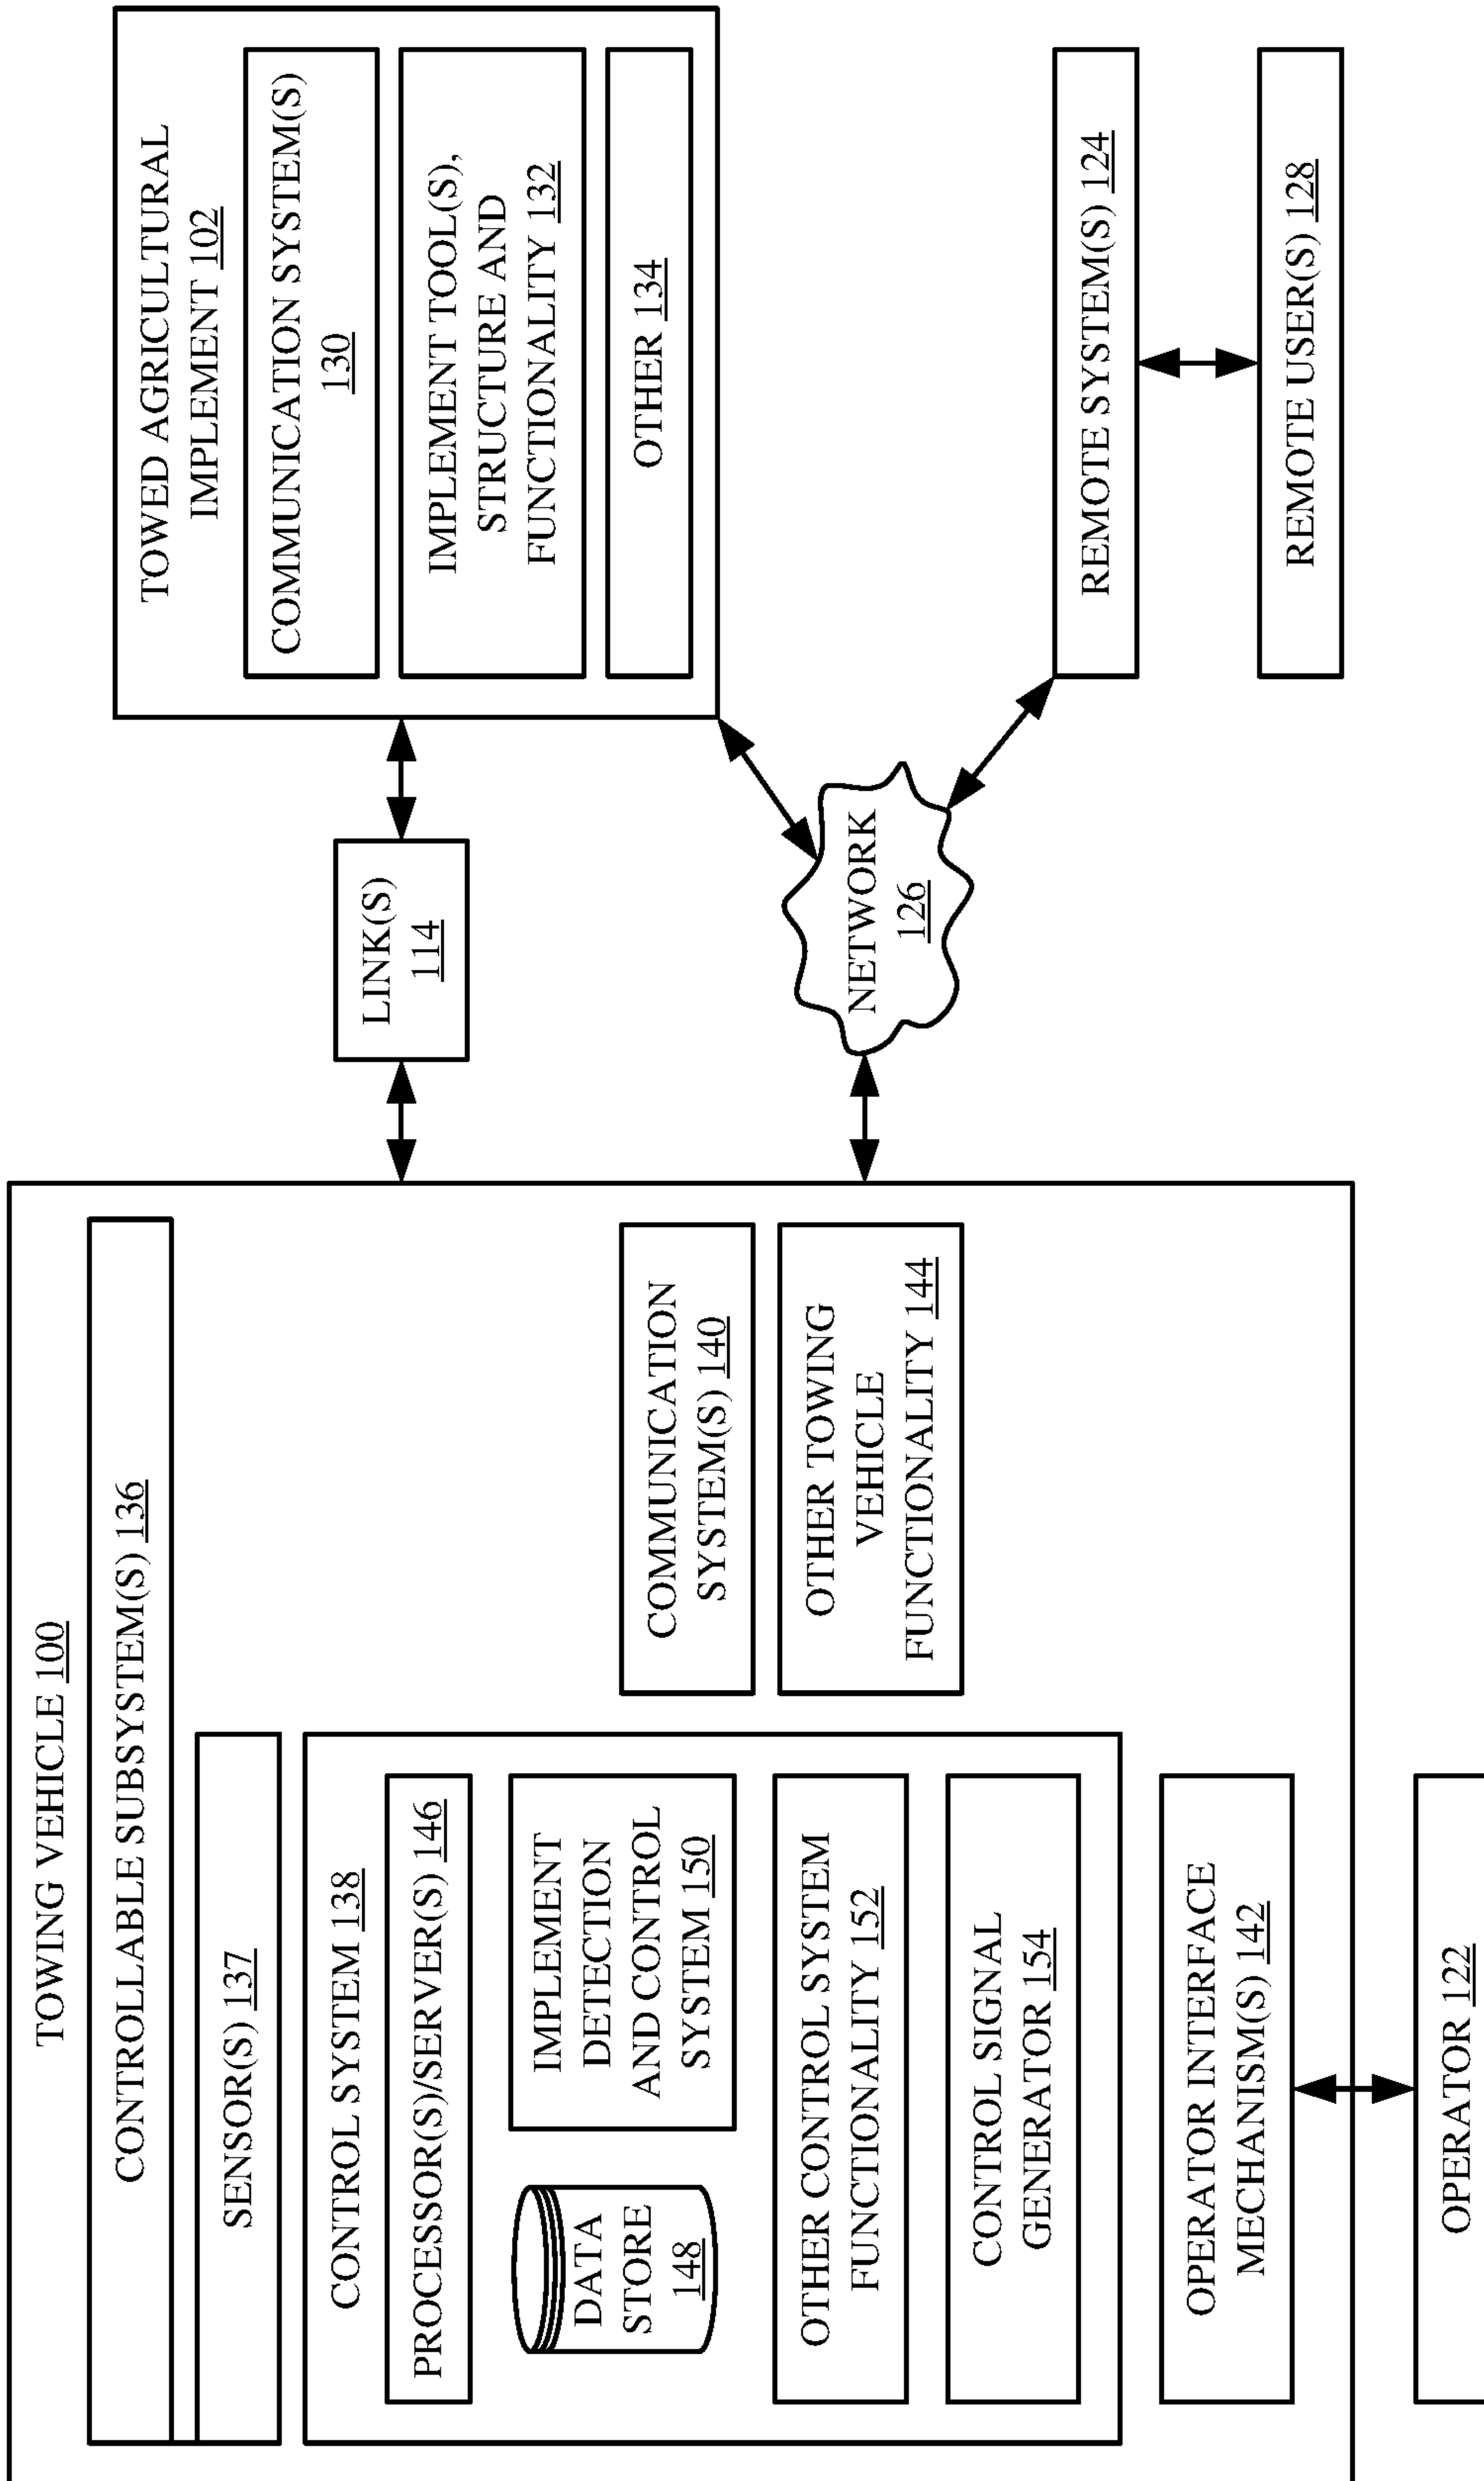 TOWING VEHICLE 100
CONTROLLABLE SUBSYSTEM(S) 136
SENSOR(S) 137
CONTROL SYSTEM 138
PROCESSOR(S)/SERVER(S) 146
DATA
STORE
148
IMPLEMENT
DETECTION
AND CONTROL
SYSTEM 150
OTHER CONTROL SYSTEM
FUNCTIONALITY 152
CONTROL SIGNAL
GENERATOR 154
COMMUNICATION
SYSTEM(S) 140
OTHER TOWING
VEHICLE
FUNCTIONALITY 144
OPERATOR INTERFACE
MECHANISM(S) 142
OPERATOR 122
LINK(S)
114
NETWORK
126
TOWED AGRICULTURAL
IMPLEMENT 102
COMMUNICATION SYSTEM(S)
130
IMPLEMENT TOOL(S),
STRUCTURE AND
FUNCTIONALITY 132
OTHER 134
REMOTE SYSTEM(S) 124
REMOTE USER(S) 128